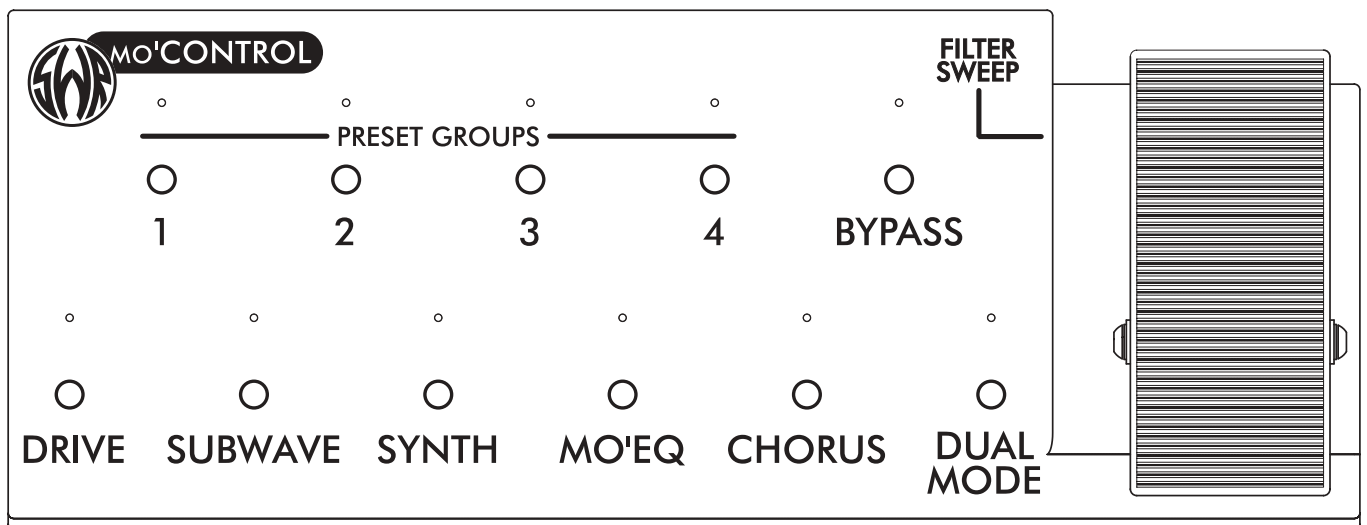 SWR MO'CONTROL
FILTER
SWEEP
PRESET GROUPS
1 2 3 4 BYPASS
DRIVE SUBWAVE SYNTH MO'EQ CHORUS DUAL
MODE